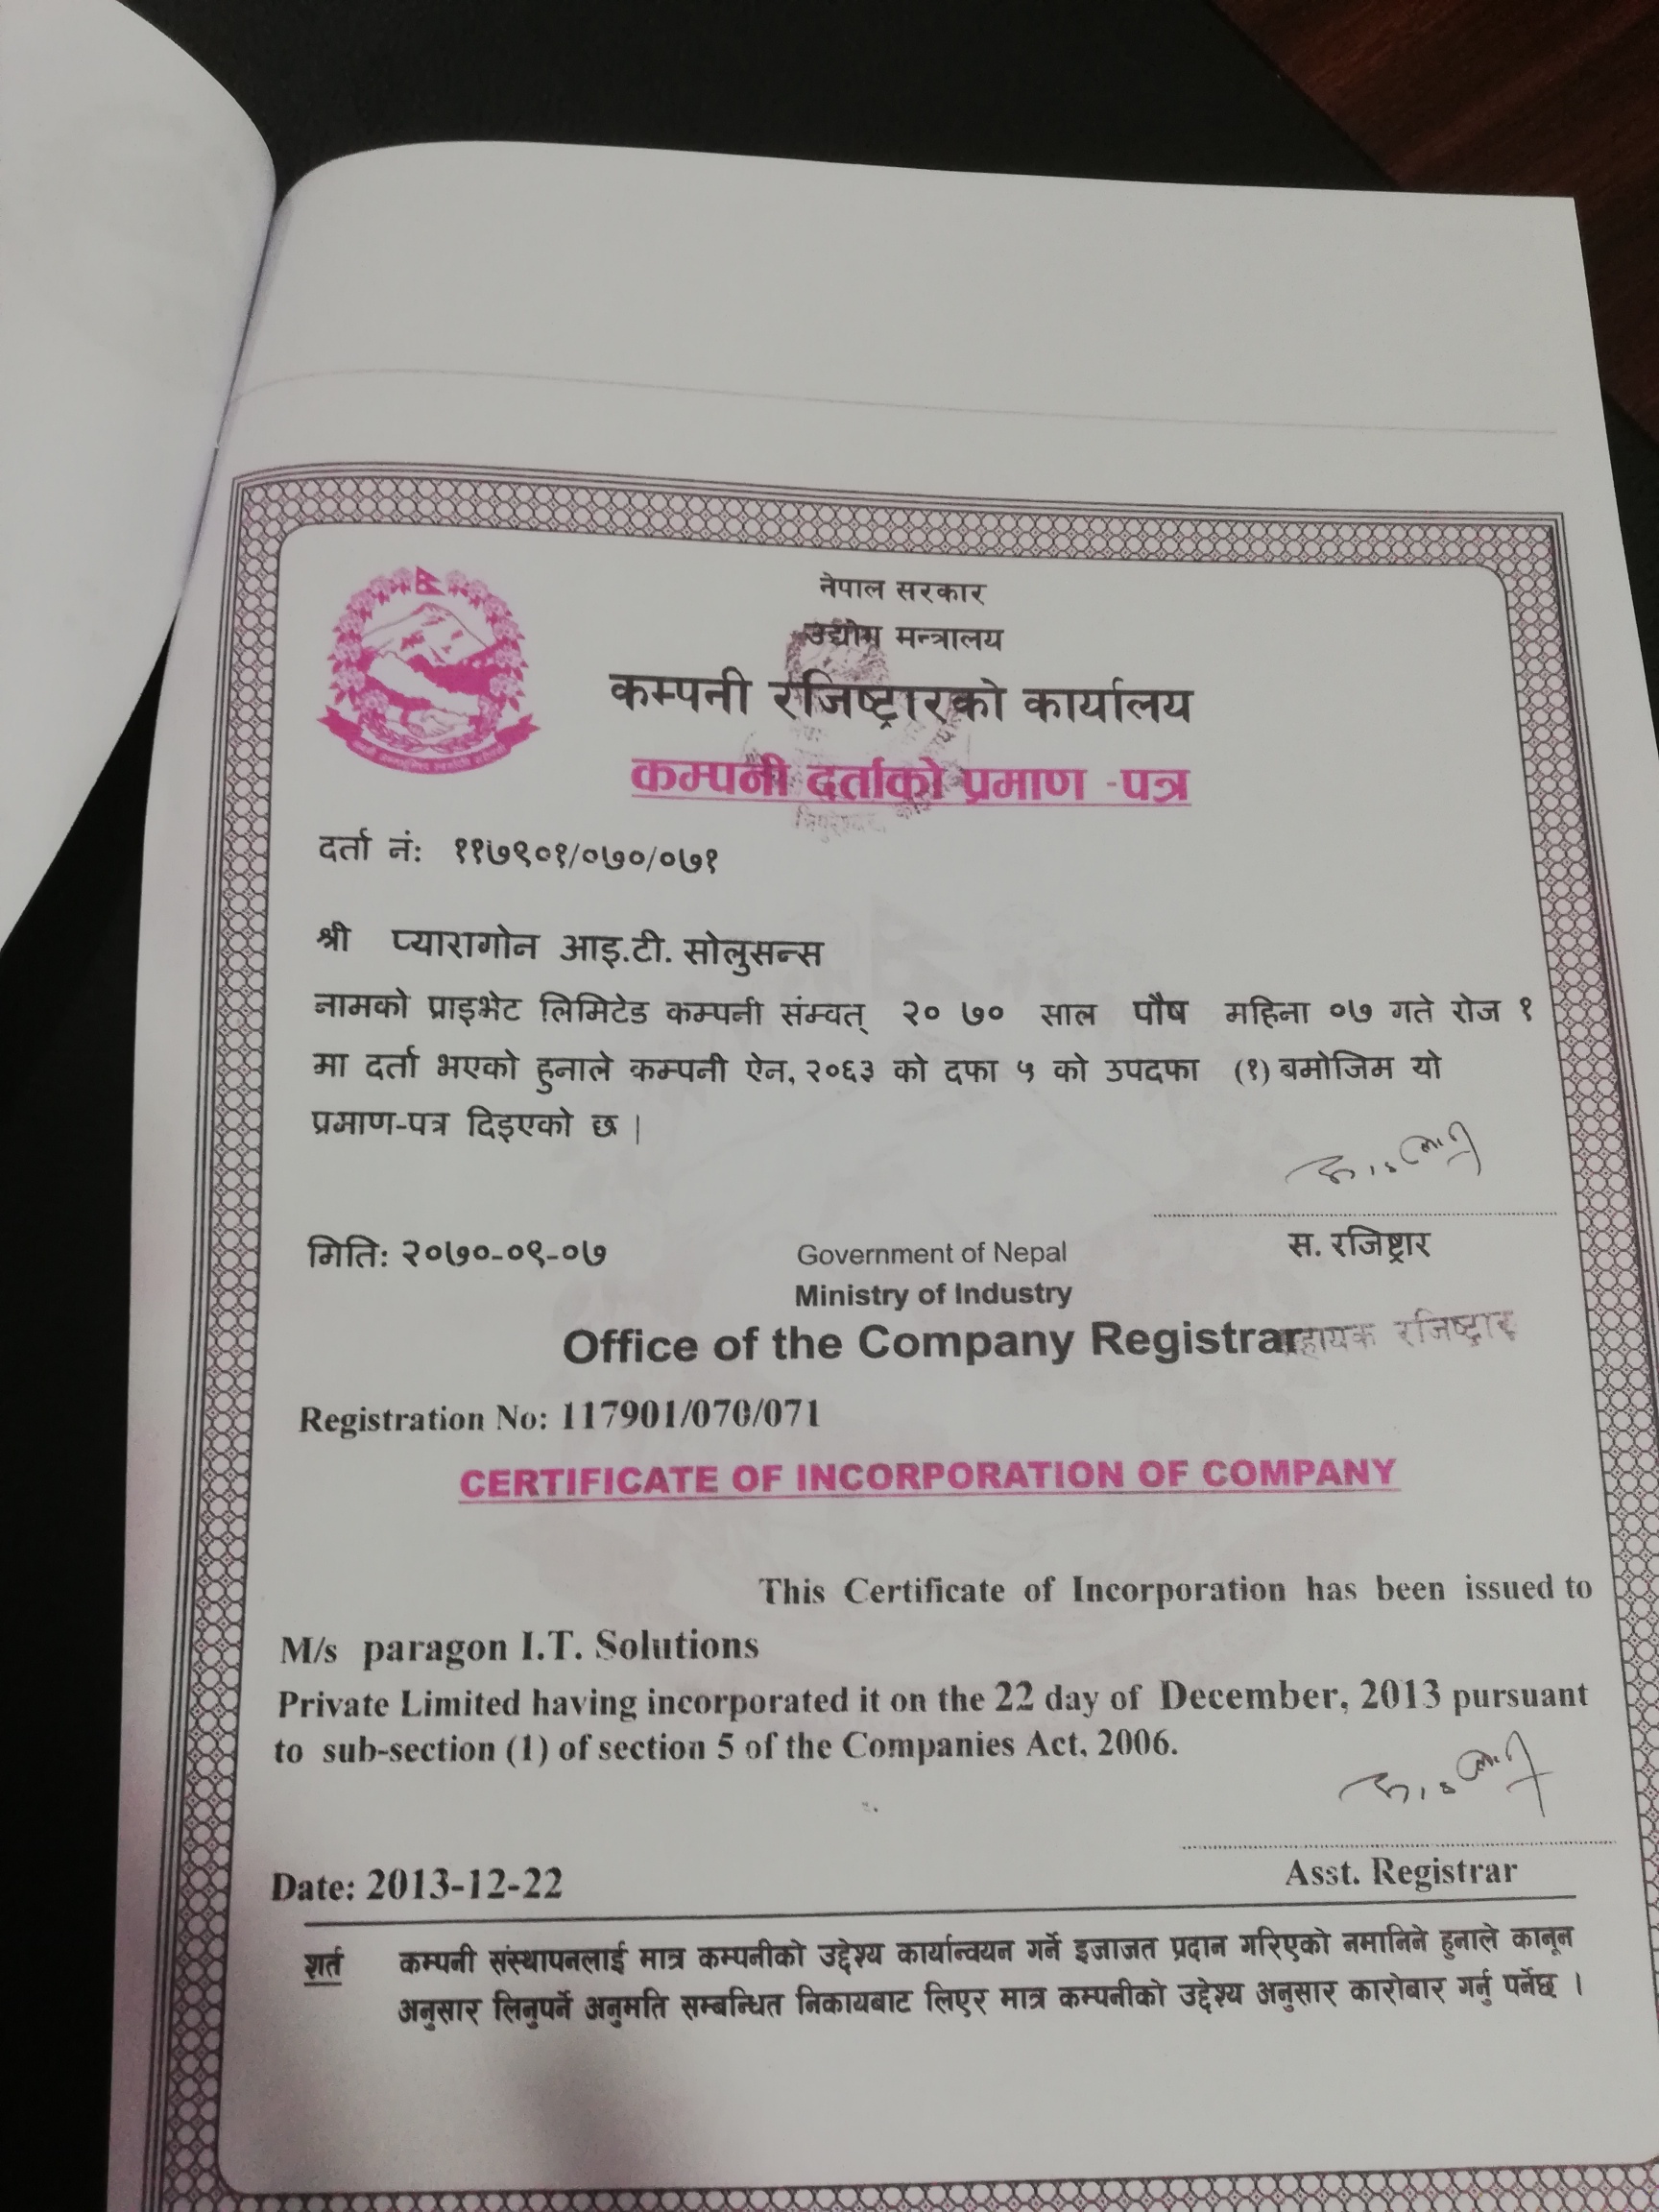 नेपाल सरकार
उद्योग मन्त्रालय
कम्पनी रजिष्ट्रारको कार्यालय
कम्पनी दर्ताको प्रमाण -पत्र
त्रिपुरेश्वर,
दर्ता नं: ११७९०१/०७०/०७१
श्री प्यारागोन आइ.टी. सोलुसन्स
नामको प्राइभेट लिमिटेड कम्पनी संम्वत् २० ७० साल पौष महिना ०७ गते रोज १
मा दर्ता भएको हुनाले कम्पनी ऐन, २०६३ को दफा ५ को उपदफा (१) बमोजिम यो
प्रमाण-पत्र दिइएको छ |
स. रजिष्ट्रार
मिति: २०७०-०९-०७
Government of Nepal
Ministry of Industry
Office of the Company Registrar
रजिष्ट्रार
Registration No: 117901/070/071
CERTIFICATE OF INCORPORATION OF COMPANY
This Certificate of Incorporation has been issued to
M/s paragon I.T. Solutions
Private Limited having incorporated it on the 22 day of December, 2013 pursuant
to sub-section (1) of section 5 of the Companies Act, 2006.
Asst. Registrar
Date: 2013-12-22
शर्त कम्पनी संस्थापनलाई मात्र कम्पनीको उद्देश्य कार्यान्वयन गर्ने इजाजत प्रदान गरिएको नमानिने हुनाले कानून
अनुसार लिनुपर्ने अनुमति सम्बन्धित निकायबाट लिएर मात्र कम्पनीको उद्देश्य अनुसार कारोबार गर्नु पर्नेछ ।